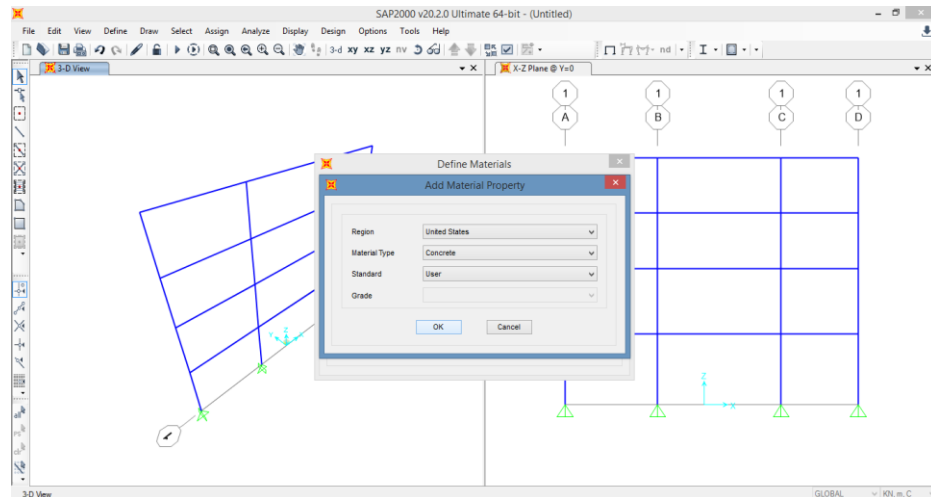 SAP2000 v20.2.0 Ultimate 64-bit - (Untitled)
File Edit View Define Draw Select Assign Analyze Display Design Options Tools Help
3-d xy xz yz nv
nd
3-D View
X-Z Plane @ Y=0
1 1 1 1
A B C D
Define Materials
Add Material Property
Region United States
Material Type Concrete
Standard User
Grade
OK Cancel
Z
X
Z
3-D View
GLOBAL KN, m, C